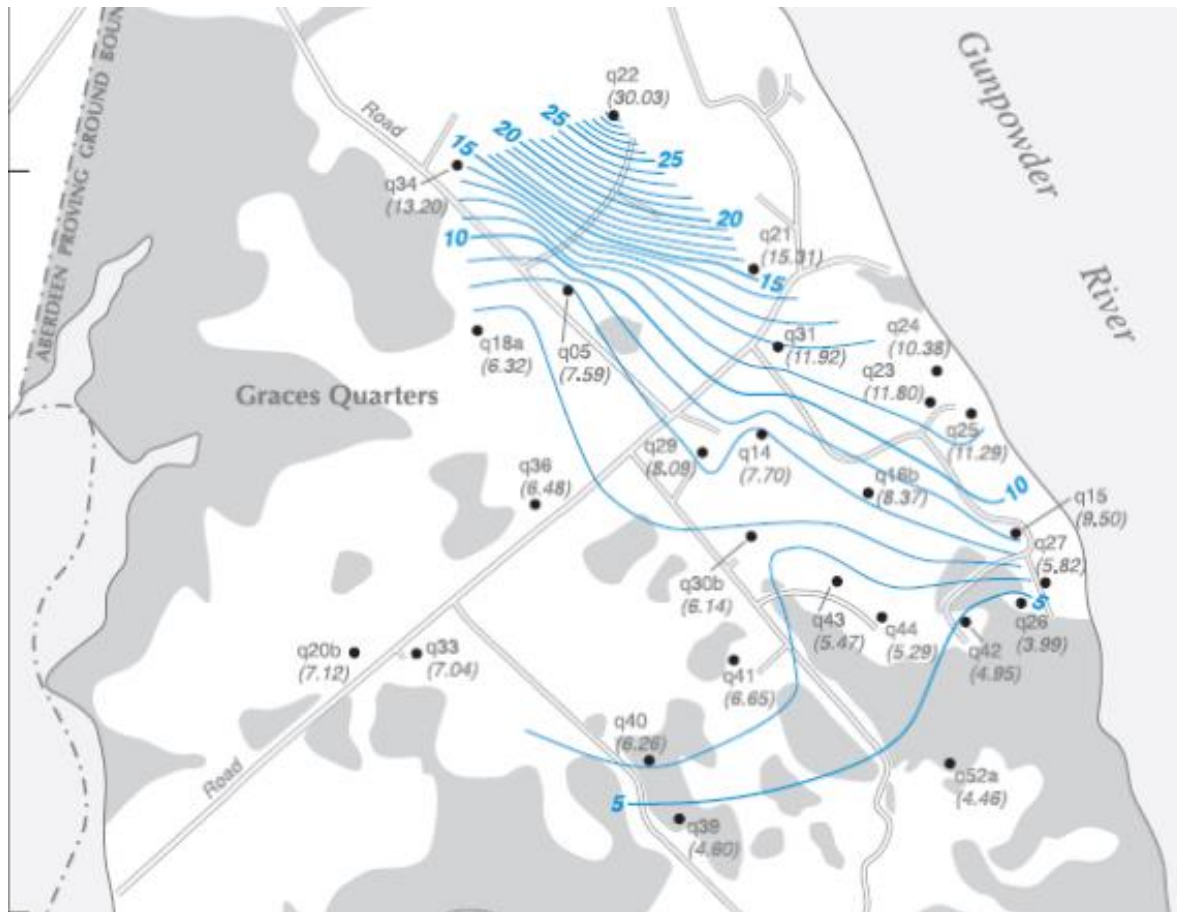 ABERDEEN PROVING GROUND BOUN
Gunpowder
River
Road
q22
(30.03)
25
20
25
15
q34
(13.20)
20
10
q21
(15.31)
15
q18a
(6.32)
q05
(7.59)
q31
(11.92)
q24
(10.38)
q23
(11.80)
Graces Quarters
q25
(11.29)
q29
(8.09)
q14
(7.70)
q36
(6.48)
q16b
(8.37)
10
q15
(9.50)
q27
(5.82)
q30b
(6.14)
q43
(5.47)
q44
(5.29)
5
q26
(3.99)
q42
(4.95)
q20b
(7.12)
q33
(7.04)
q41
(6.65)
q40
(6.26)
Road
5
q52a
(4.46)
q39
(4.60)